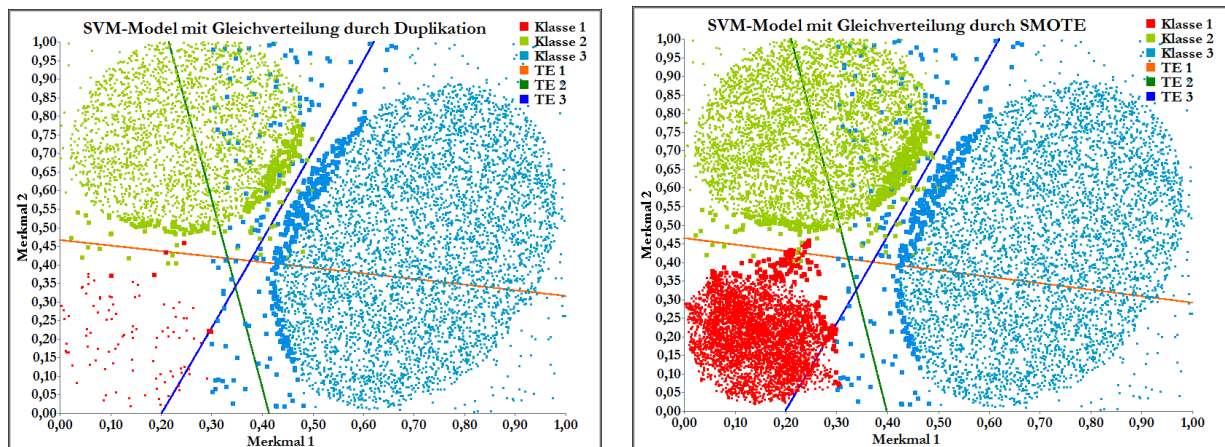 SVM-Model mit Gleichverteilung durch Duplikation
Klasse 1
Klasse 2
Klasse 3
TE 1
TE 2
TE 3
Merkmal 2
1,00
0,95
0,90
0,85
0,80
0,75
0,70
0,65
0,60
0,55
0,50
0,45
0,40
0,35
0,30
0,25
0,20
0,15
0,10
0,05
0,00
0,00 0,10 0,20 0,30 0,40 0,50 0,60 0,70 0,80 0,90 1,00
Merkmal 1
SVM-Model mit Gleichverteilung durch SMOTE
Klasse 1
Klasse 2
Klasse 3
TE 1
TE 2
TE 3
Merkmal 2
1,00
0,95
0,90
0,85
0,80
0,75
0,70
0,65
0,60
0,55
0,50
0,45
0,40
0,35
0,30
0,25
0,20
0,15
0,10
0,05
0,00
0,00 0,10 0,20 0,30 0,40 0,50 0,60 0,70 0,80 0,90 1,00
Merkmal 1